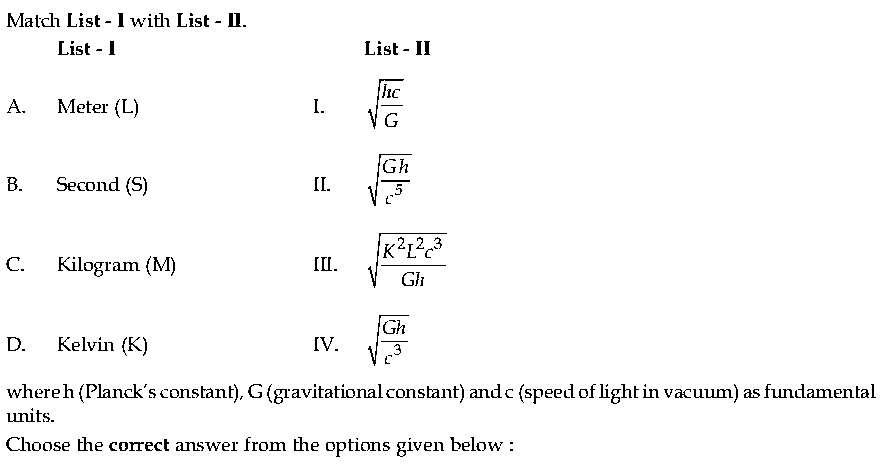 Match List - I with List - II.
List - I List - II
A. Meter (L) I. √(hc/G)
B. Second (S) II. √(Gh/c⁵)
C. Kilogram (M) III. √(K²L²c³/Gh)
D. Kelvin (K) IV. √(Gh/c³)
where h (Planck's constant), G (gravitational constant) and c (speed of light in vacuum) as fundamental
units.
Choose the correct answer from the options given below :